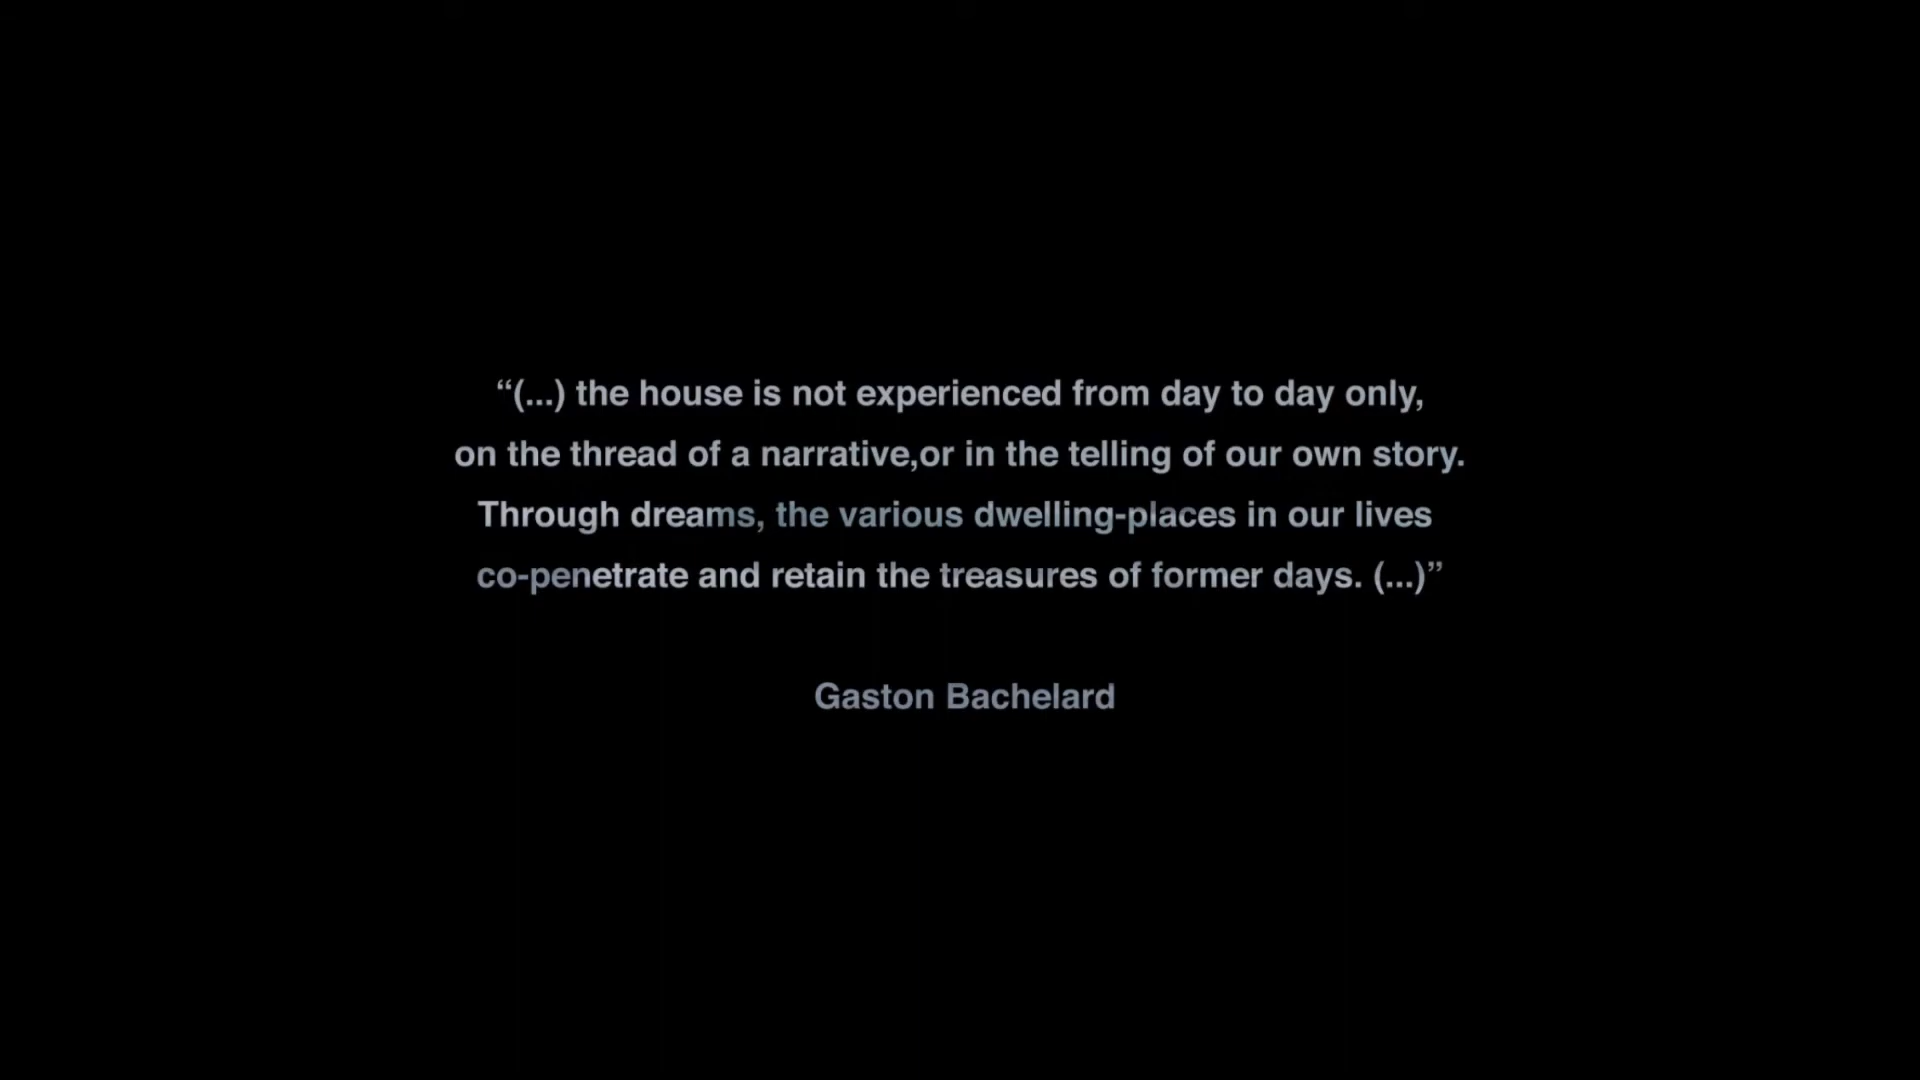 “(...) the house is not experienced from day to day only,
on the thread of a narrative,or in the telling of our own story.
Through dreams, the various dwelling-places in our lives
co-penetrate and retain the treasures of former days. (...)”
Gaston Bachelard